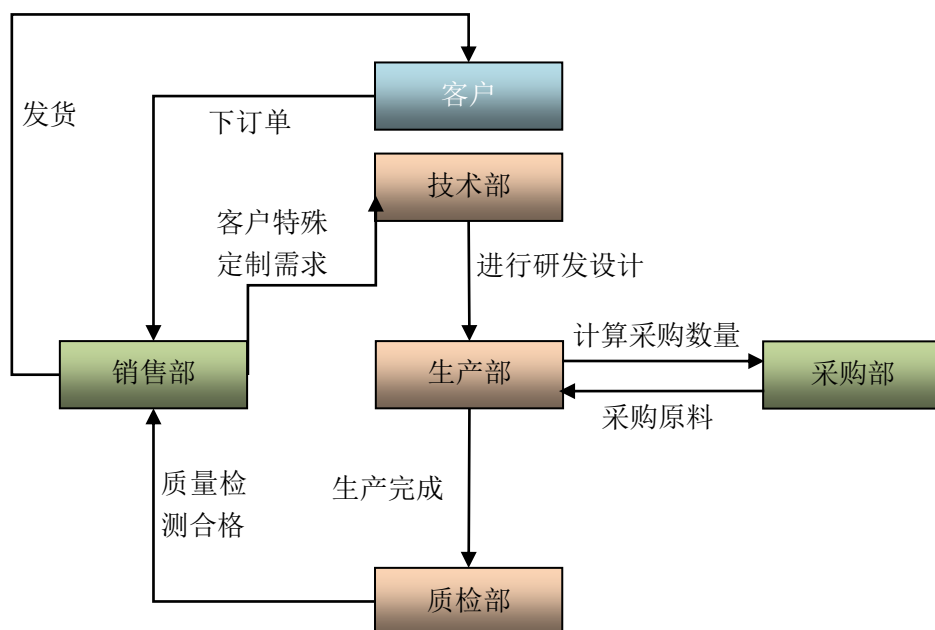 客户
发货
下订单
技术部
客户特殊
定制需求
进行研发设计
计算采购数量
销售部
生产部
采购部
采购原料
质量检
测合格
生产完成
质检部